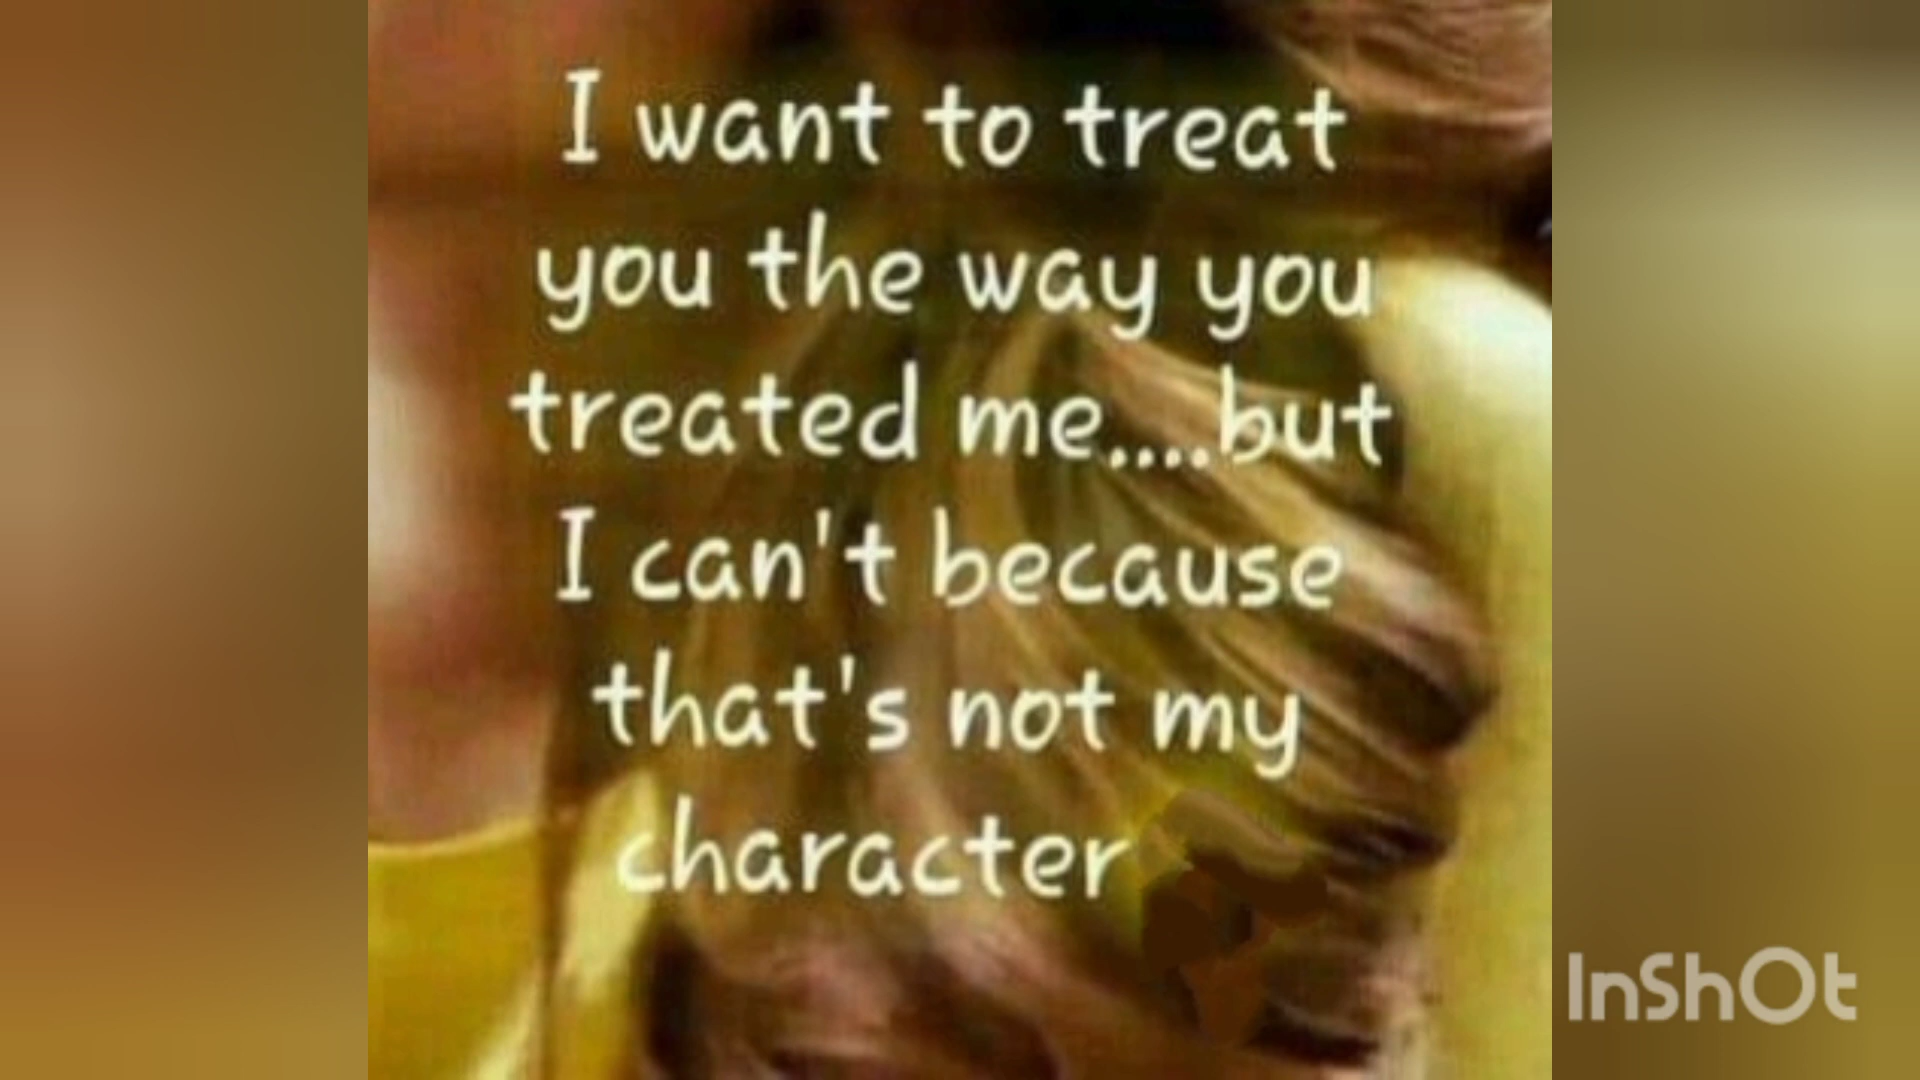 I want to treat
you the way you
treated me....but
I can't because
that's not my
character
InShOt